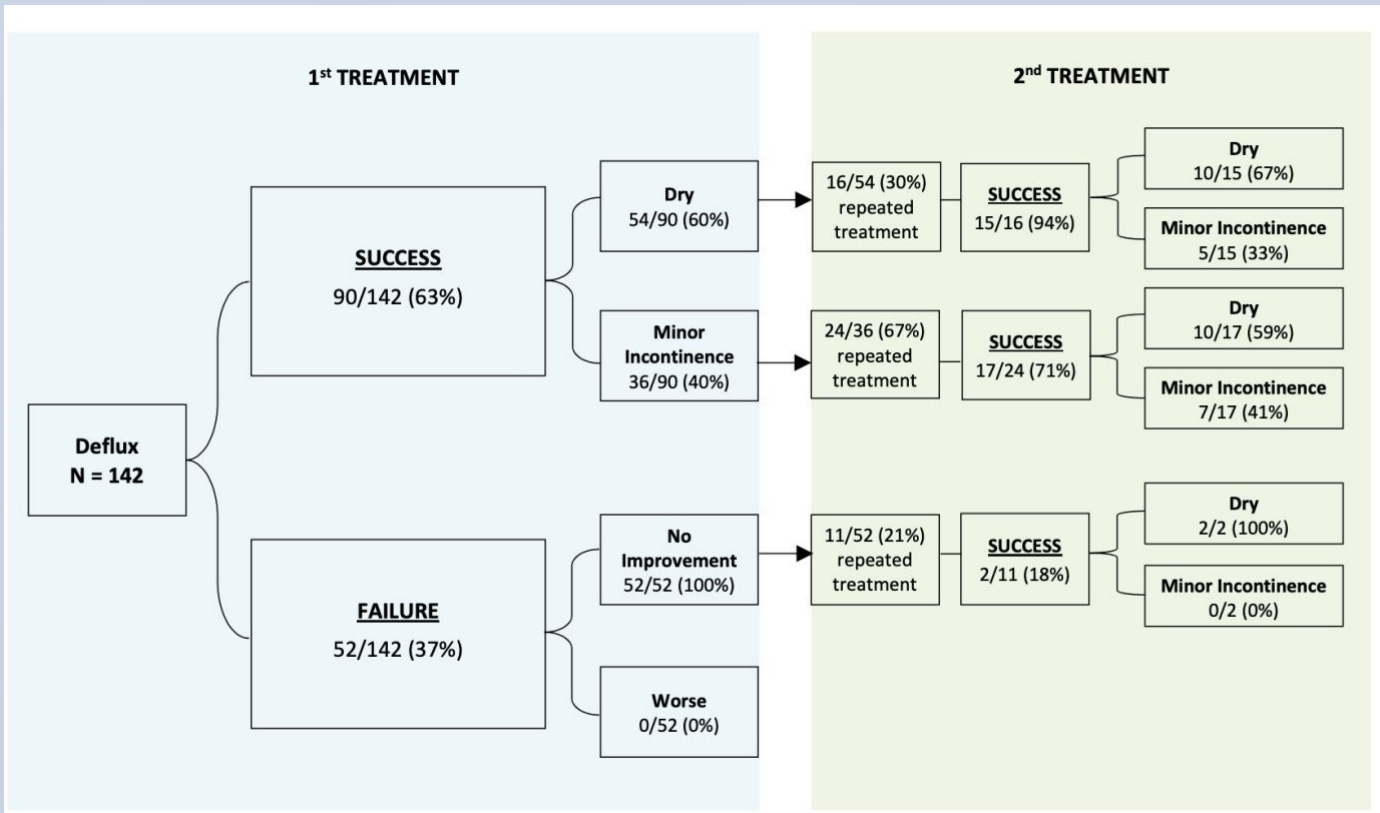 1st TREATMENT
2nd TREATMENT
Deflux
N = 142
SUCCESS
90/142 (63%)
FAILURE
52/142 (37%)
Dry
54/90 (60%)
Minor
Incontinence
36/90 (40%)
No
Improvement
52/52 (100%)
Worse
0/52 (0%)
16/54 (30%)
repeated
treatment
SUCCESS
15/16 (94%)
Dry
10/15 (67%)
Minor Incontinence
5/15 (33%)
24/36 (67%)
repeated
treatment
SUCCESS
17/24 (71%)
Dry
10/17 (59%)
Minor Incontinence
7/17 (41%)
11/52 (21%)
repeated
treatment
SUCCESS
2/11 (18%)
Dry
2/2 (100%)
Minor Incontinence
0/2 (0%)